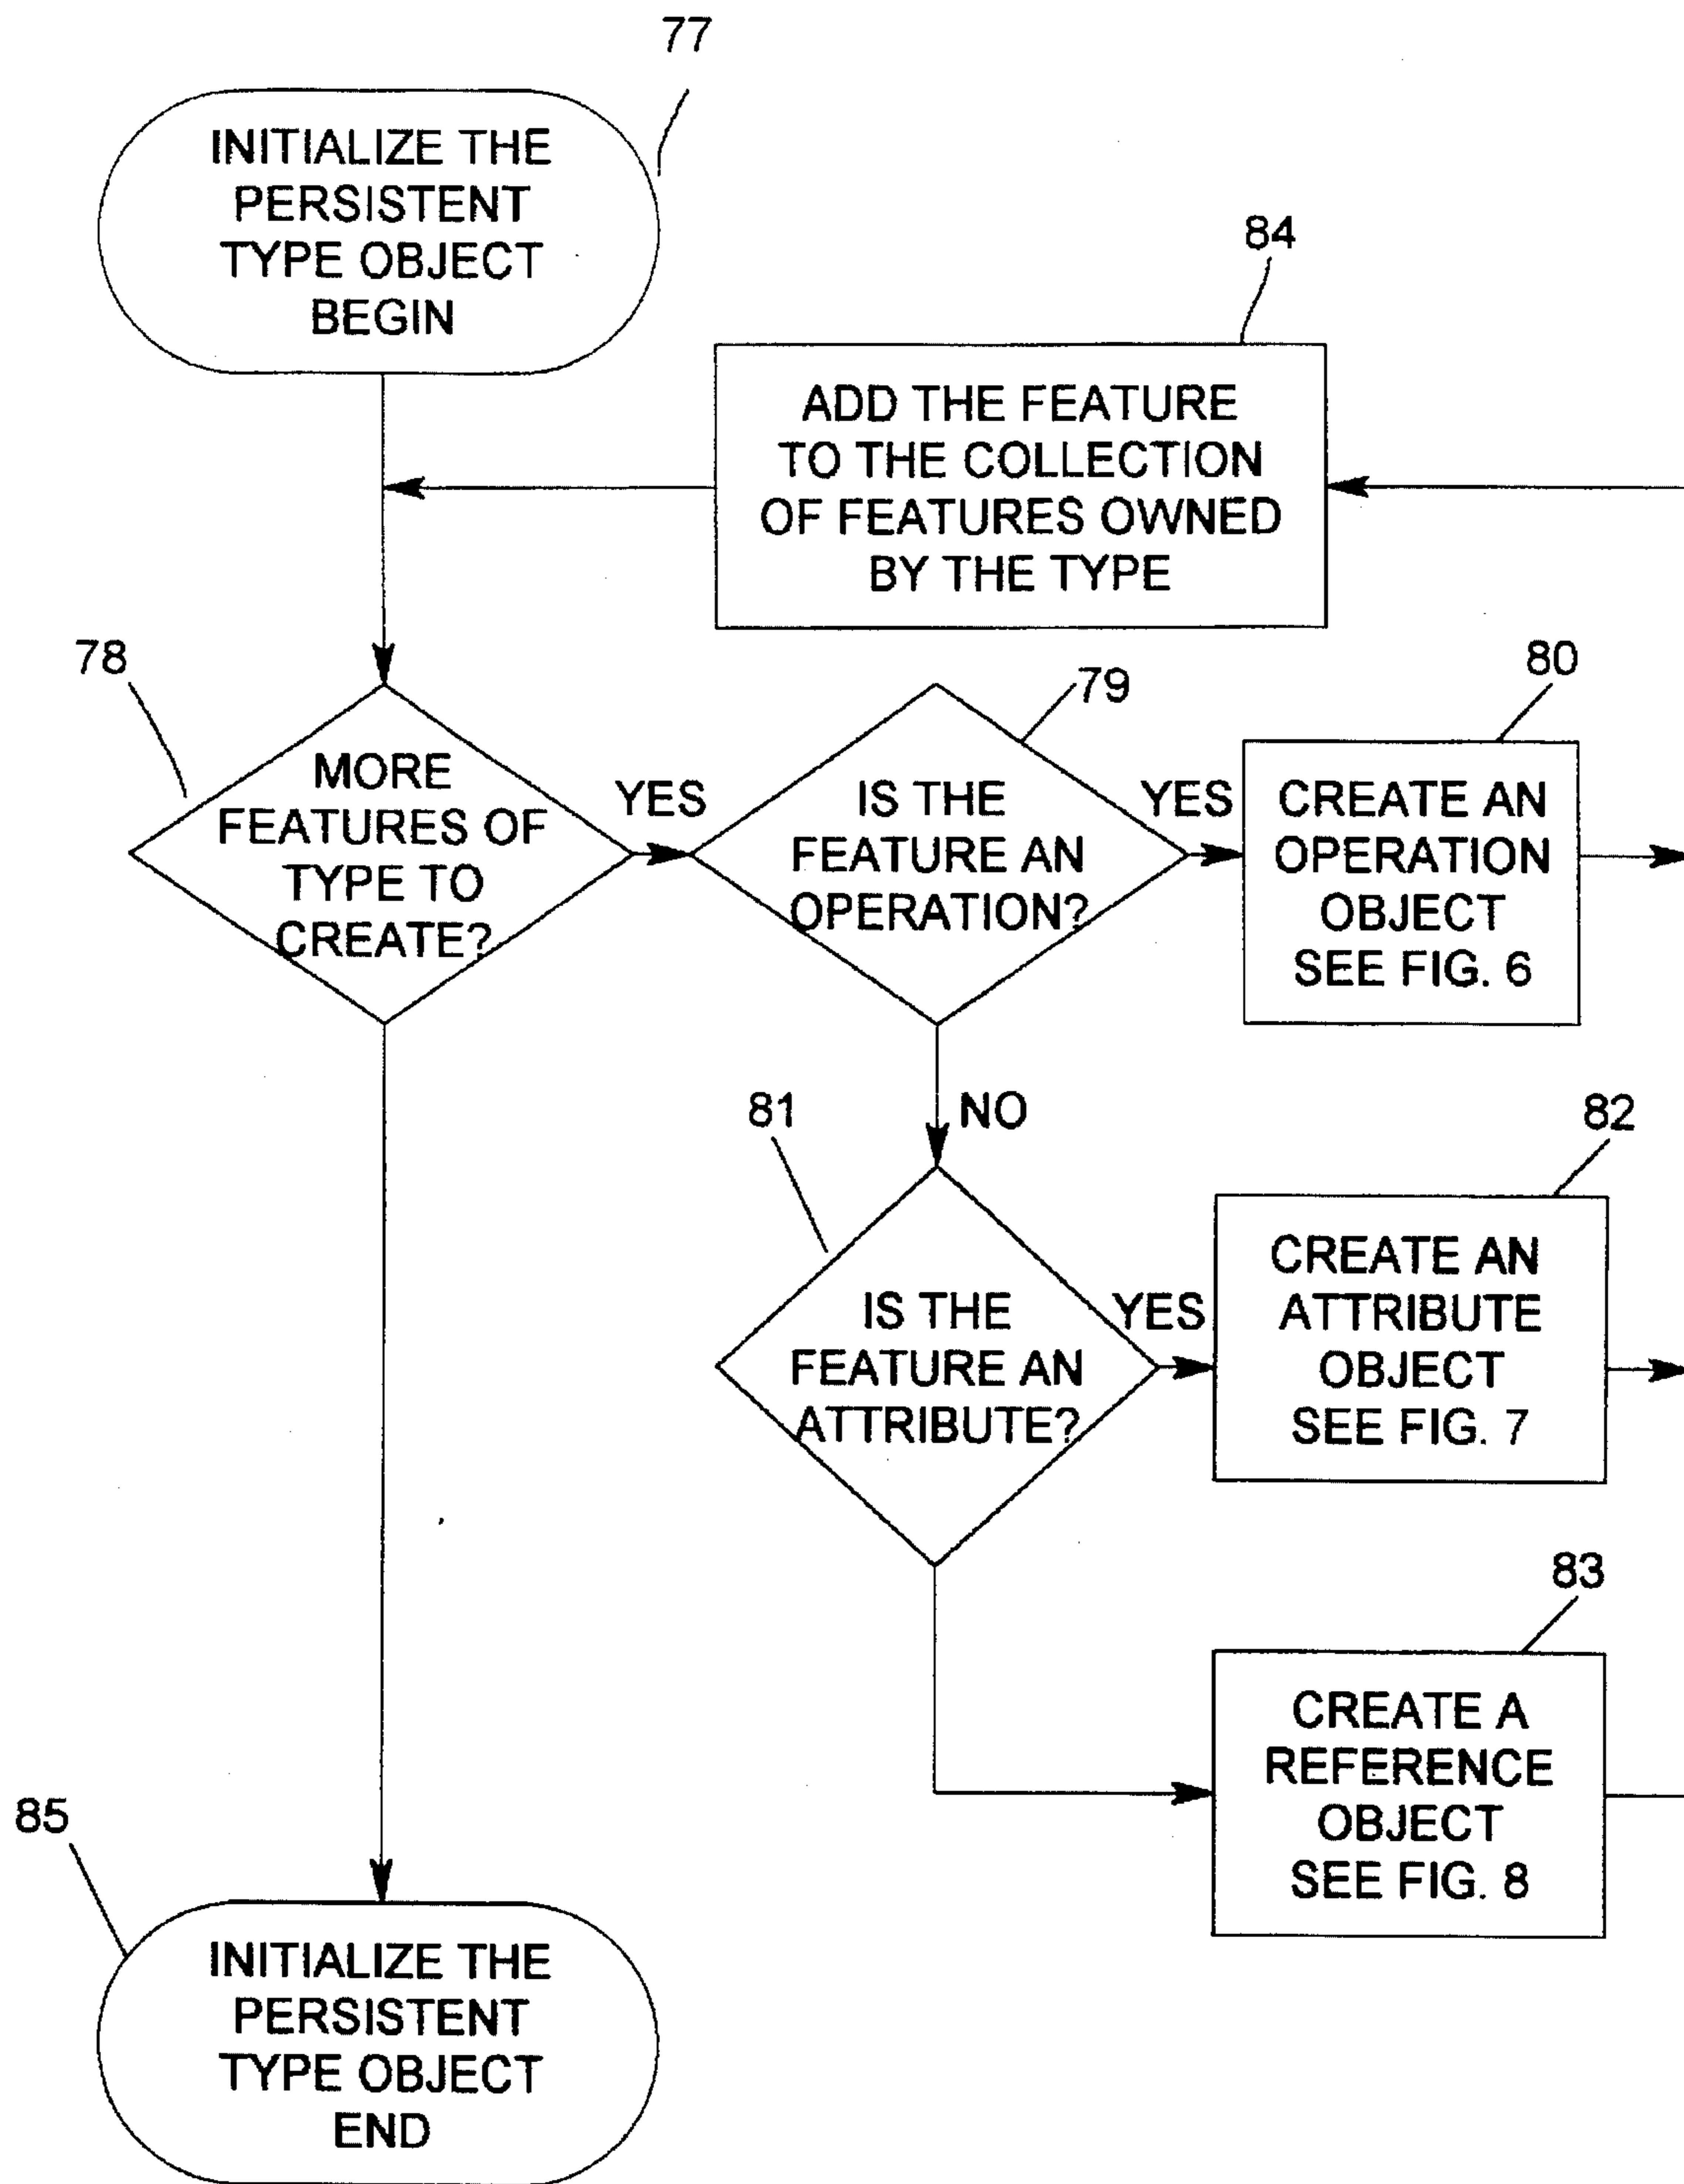 77
INITIALIZE THE
PERSISTENT
TYPE OBJECT
BEGIN
84
ADD THE FEATURE
TO THE COLLECTION
OF FEATURES OWNED
BY THE TYPE
78
MORE
FEATURES OF
TYPE TO
CREATE?
YES
79
IS THE
FEATURE AN
OPERATION?
YES
80
CREATE AN
OPERATION
OBJECT
SEE FIG. 6
NO
81
IS THE
FEATURE AN
ATTRIBUTE?
YES
82
CREATE AN
ATTRIBUTE
OBJECT
SEE FIG. 7
83
CREATE A
REFERENCE
OBJECT
SEE FIG. 8
85
INITIALIZE THE
PERSISTENT
TYPE OBJECT
END